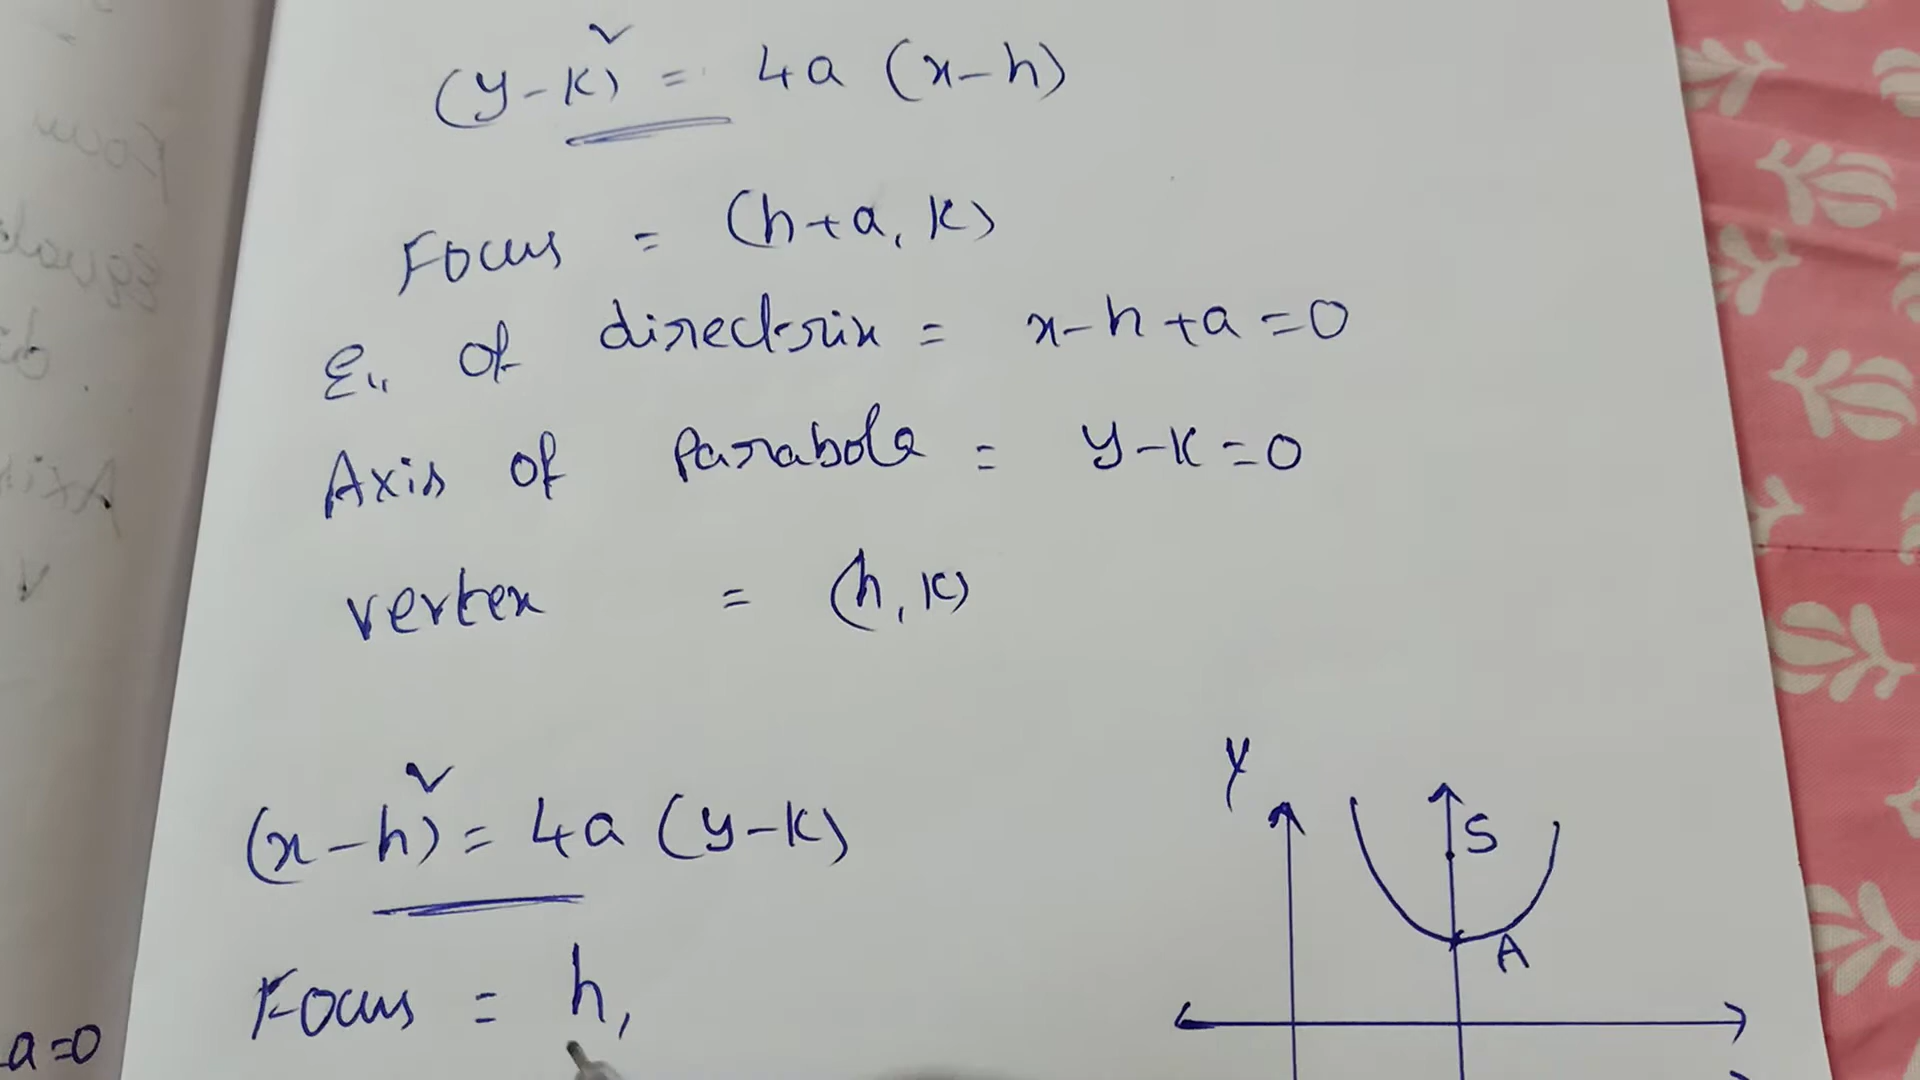 (y-k)² = 4a (x-h)
Focus = (h+a, k)
Eq of directrix = x-h+a=0
Axis of Parabola = y-k=0
vertex = (h, k)
(x-h)² = 4a (y-k)
Focus = h,
Y
S
A
a=0